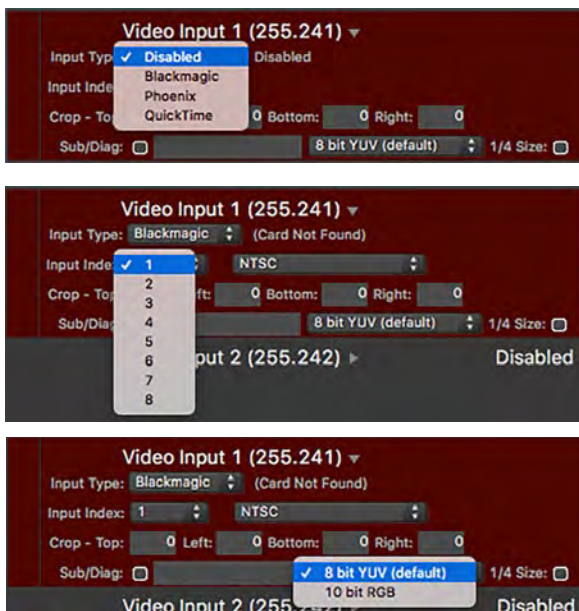 Video Input 1 (255.241)
Input Typ ✓ Disabled Disabled
Blackmagic
Input Inde
Phoenix
Crop - To QuickTime 0 Bottom: 0 Right: 0
Sub/Diag: 8 bit YUV (default) 1/4 Size:
Video Input 1 (255.241)
Input Type: Blackmagic (Card Not Found)
Input Inde ✓ 1 NTSC
2
Crop - Top 3 ft: 0 Bottom: 0 Right: 0
Sub/Diag 4 8 bit YUV (default) 1/4 Size:
5
6 put 2 (255.242) Disabled
7
8
Video Input 1 (255.241)
Input Type: Blackmagic (Card Not Found)
Input Index: 1 NTSC
Crop - Top: 0 Left: 0 Bottom: 0 Right: 0
Sub/Diag: ✓ 8 bit YUV (default) 1/4 Size:
10 bit RGB
Video Input 2 (255. Disabled